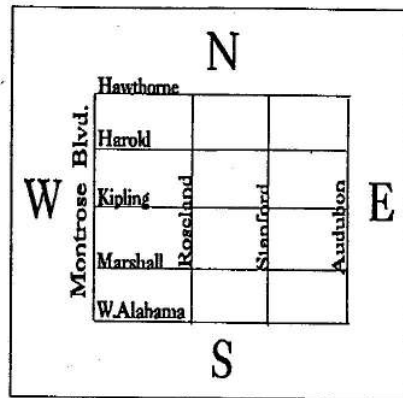 N
Hawthorne
Harold
Kipling
Marshall
W.Alabama
Montrose Blvd.
Roseland
Stanford
Audubon
W
E
S